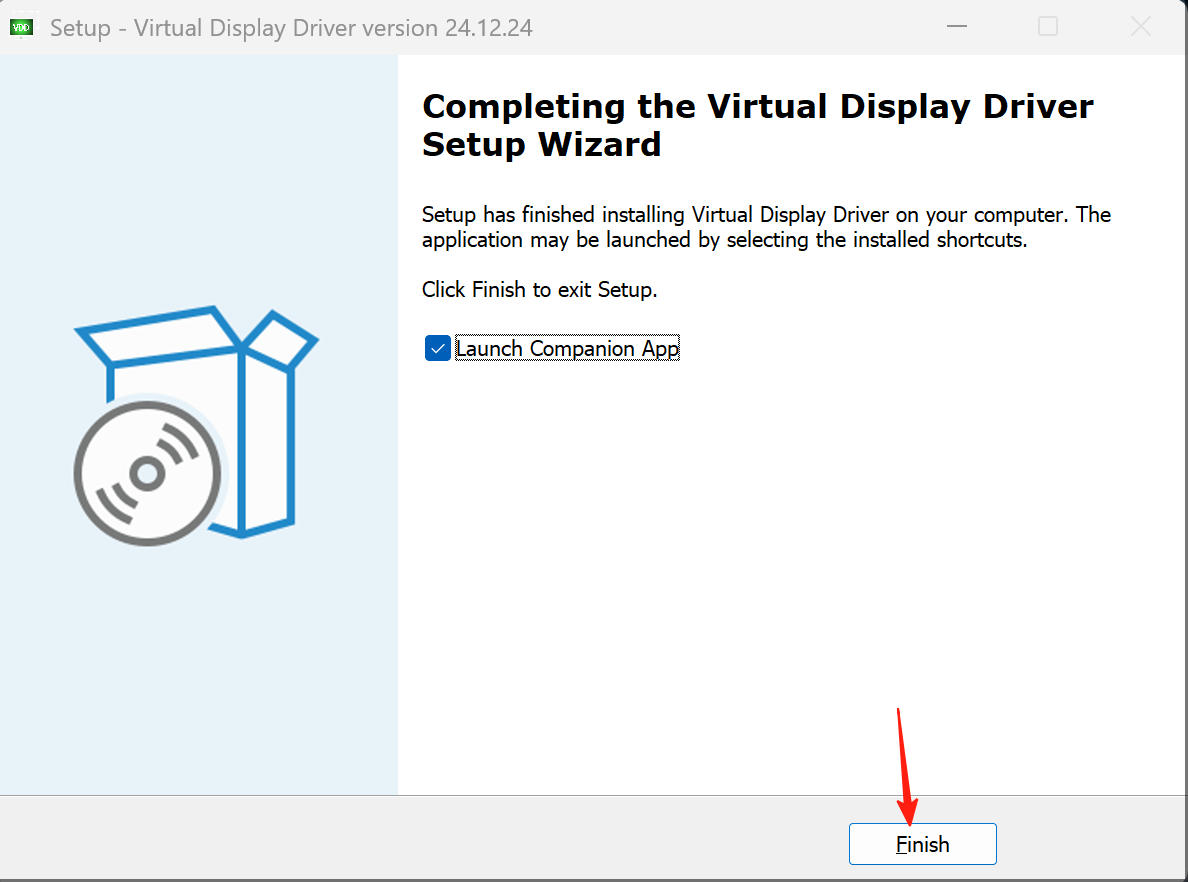 VDD
Setup - Virtual Display Driver version 24.12.24
Completing the Virtual Display Driver
Setup Wizard
Setup has finished installing Virtual Display Driver on your computer. The
application may be launched by selecting the installed shortcuts.
Click Finish to exit Setup.
Launch Companion App
Finish